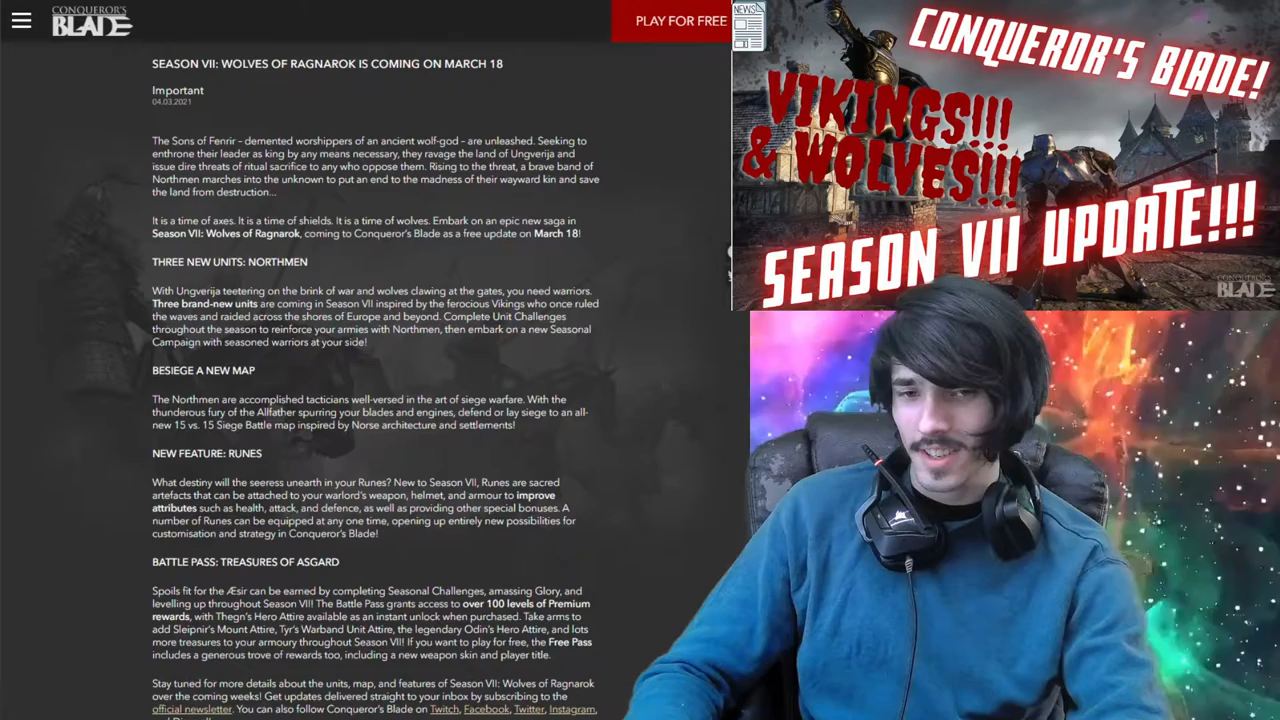 CONQUEROR'S
BLADE
PLAY FOR FREE
SEASON VII: WOLVES OF RAGNAROK IS COMING ON MARCH 18
Important
04.03.2021
The Sons of Fenrir – demented worshippers of an ancient wolf-god – are unleashed. Seeking to
enthrone their leader as king by any means necessary, they ravage the land of Ungverija and
issue dire threats of ritual sacrifice to any who oppose them. Rising to the threat, a brave band of
Northmen marches into the unknown to put an end to the madness of their wayward kin and save
the land from destruction...
It is a time of axes. It is a time of shields. It is a time of wolves. Embark on an epic new saga in
Season VII: Wolves of Ragnarok, coming to Conqueror's Blade as a free update on March 18!
THREE NEW UNITS: NORTHMEN
With Ungverija teetering on the brink of war and wolves clawing at the gates, you need warriors.
Three brand-new units are coming in Season VII inspired by the ferocious Vikings who once ruled
the waves and raided across the shores of Europe and beyond. Complete Unit Challenges
throughout the season to reinforce your armies with Northmen, then embark on a new Seasonal
Campaign with seasoned warriors at your side!
BESIEGE A NEW MAP
The Northmen are accomplished tacticians well-versed in the art of siege warfare. With the
thunderous fury of the Allfather spurring your blades and engines, defend or lay siege to an all-
new 15 vs. 15 Siege Battle map inspired by Norse architecture and settlements!
NEW FEATURE: RUNES
What destiny will the seeress unearth in your Runes? New to Season VII, Runes are sacred
artefacts that can be attached to your warlord's weapon, helmet, and armour to improve
attributes such as health, attack, and defence, as well as providing other special bonuses. A
number of Runes can be equipped at any one time, opening up entirely new possibilities for
customisation and strategy in Conqueror's Blade!
BATTLE PASS: TREASURES OF ASGARD
Spoils fit for the Æsir can be earned by completing Seasonal Challenges, amassing Glory, and
levelling up throughout Season VII! The Battle Pass grants access to over 100 levels of Premium
rewards, with Thegn's Hero Attire available as an instant unlock when purchased. Take arms to
add Sleipnir's Mount Attire, Tyr's Warband Unit Attire, the legendary Odin's Hero Attire, and lots
more treasures to your armoury throughout Season VII! If you want to play for free, the Free Pass
includes a generous trove of rewards too, including a new weapon skin and player title.
Stay tuned for more details about the units, map, and features of Season VII: Wolves of Ragnarok
over the coming weeks! Get updates delivered straight to your inbox by subscribing to the
official newsletter. You can also follow Conqueror's Blade on Twitch, Facebook, Twitter, Instagram,
NEWS
CONQUEROR'S BLADE!
VIKINGS!!!
& WOLVES!!!
SEASON VII UPDATE!!!
CONQUEROR'S
BLADE